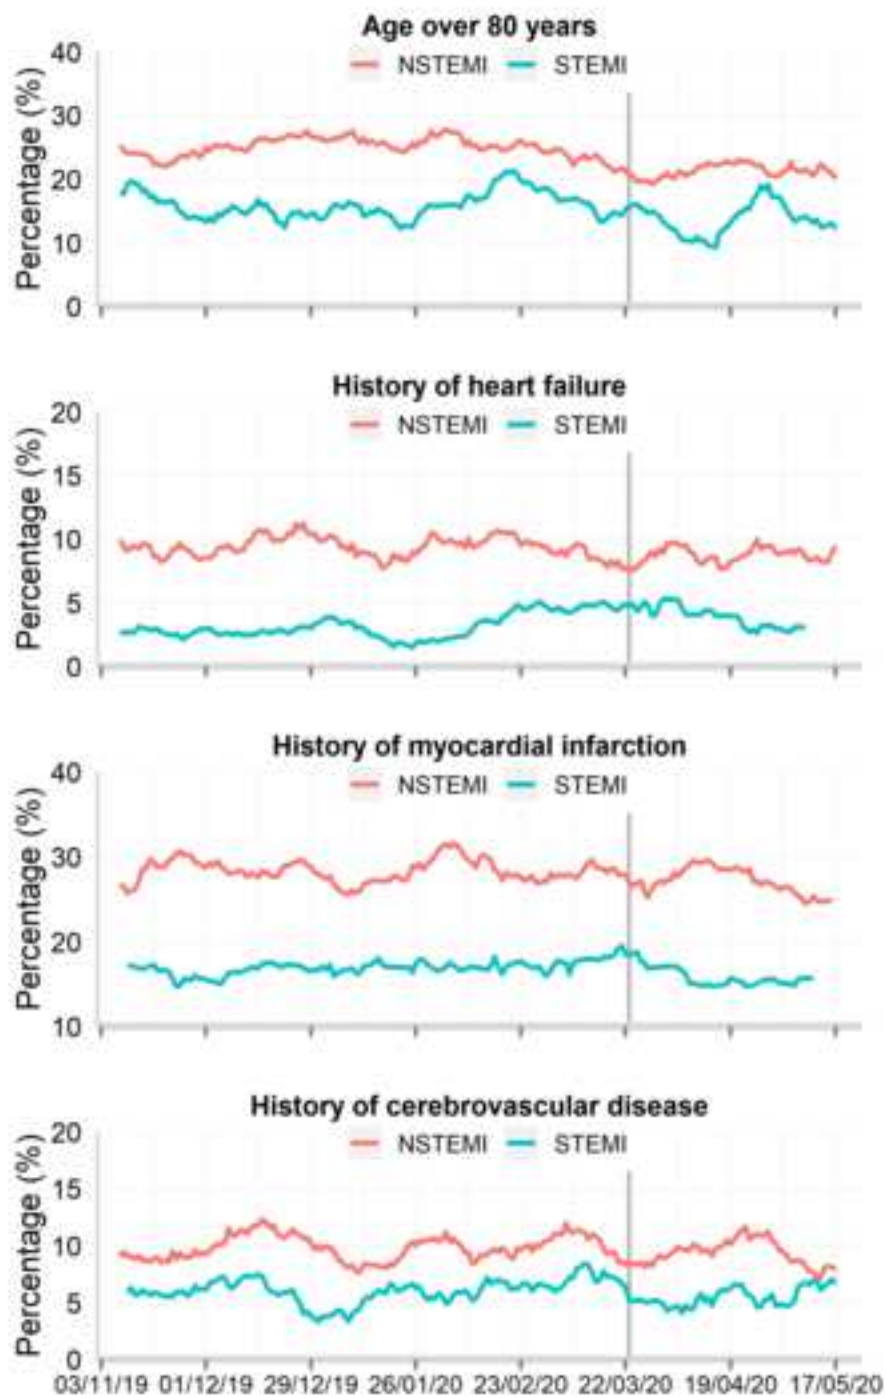 Age over 80 years
NSTEMI STEMI
Percentage (%)
40
30
20
10
0
History of heart failure
NSTEMI STEMI
Percentage (%)
20
15
10
5
0
History of myocardial infarction
NSTEMI STEMI
Percentage (%)
40
30
20
10
History of cerebrovascular disease
NSTEMI STEMI
Percentage (%)
20
15
10
5
0
03/11/19 01/12/19 29/12/19 26/01/20 23/02/20 22/03/20 19/04/20 17/05/20